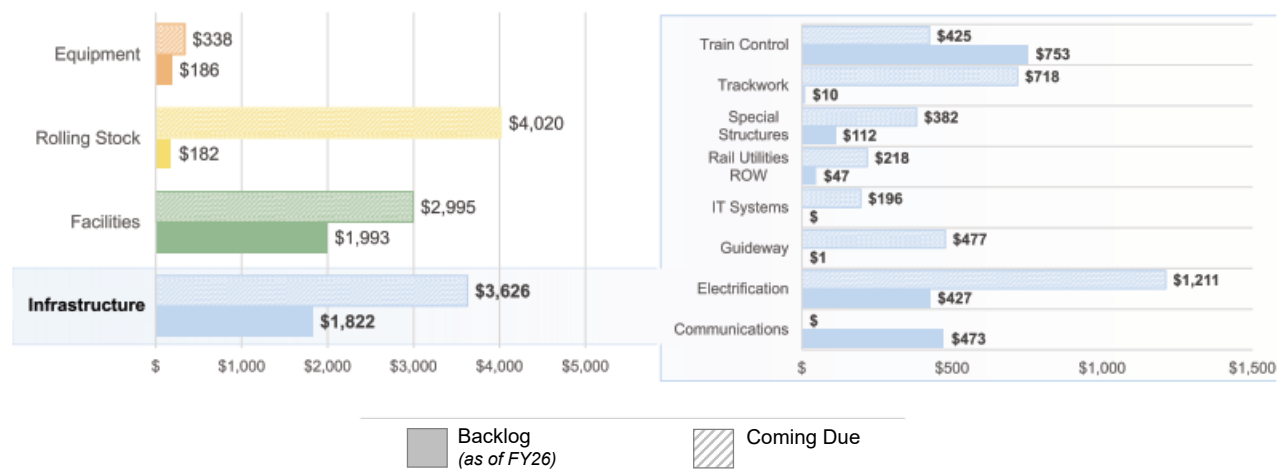 Equipment
$338
$186
Rolling Stock
$4,020
$182
Facilities
$2,995
$1,993
Infrastructure
$3,626
$1,822
$
$1,000
$2,000
$3,000
$4,000
$5,000
Train Control
$425
$753
Trackwork
$718
$10
Special
Structures
$382
$112
Rail Utilities
ROW
$218
$47
IT Systems
$196
$
Guideway
$477
$1
Electrification
$1,211
$427
Communications
$
$473
$
$500
$1,000
$1,500
Backlog
(as of FY26)
Coming Due